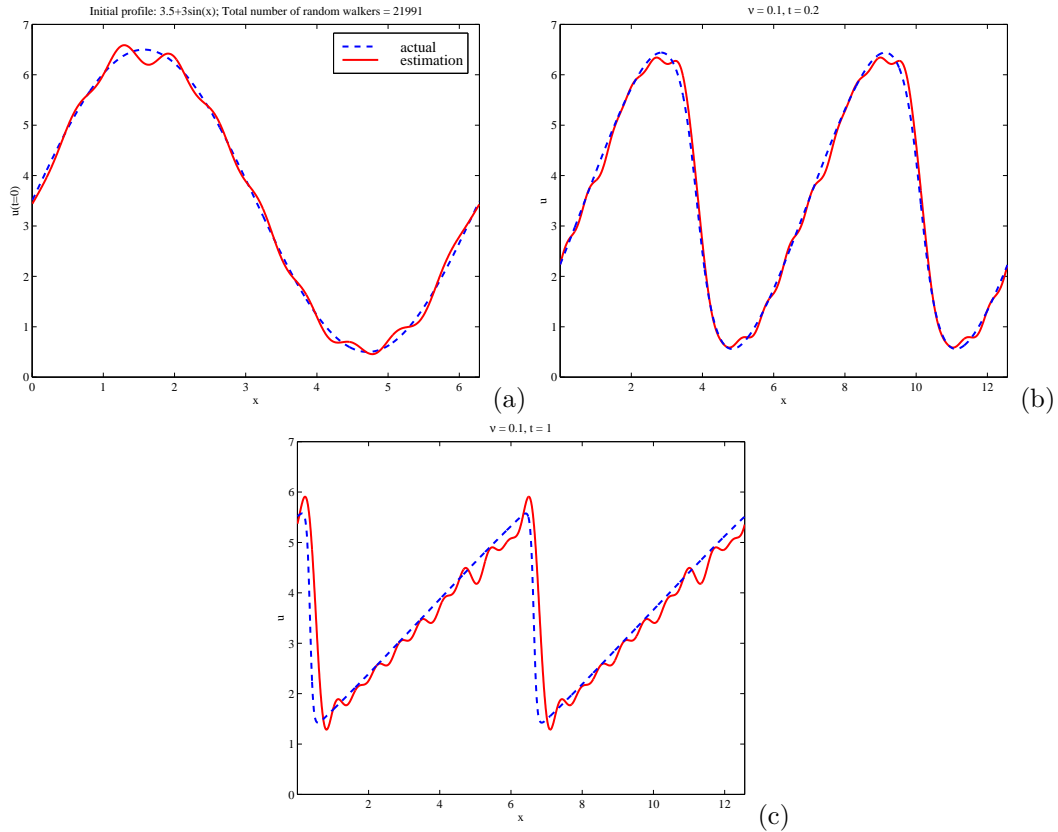 Initial profile: 3.5+3sin(x); Total number of random walkers = 21991
7
6
5
4
3
2
1
0
u(t=0)
0 1 2 3 4 5 6
x
actual
estimation
(a)
ν = 0.1, t = 0.2
7
6
5
4
3
2
1
0
u
2 4 6 8 10 12
x
(b)
ν = 0.1, t = 1
7
6
5
4
3
2
1
0
u
2 4 6 8 10 12
x
(c)